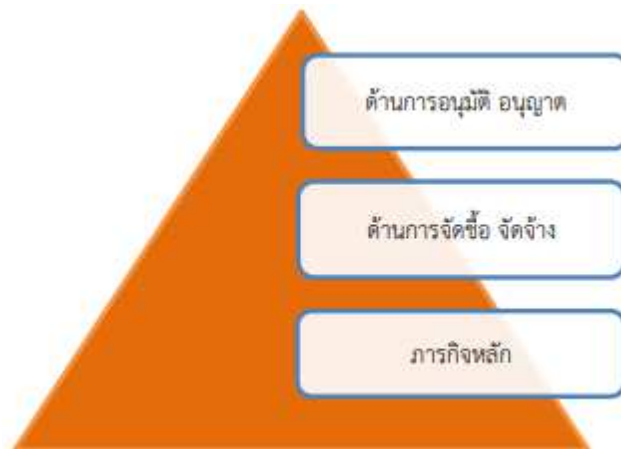 ด้านการอนุมัติ อนุญาต
ด้านการจัดซื้อ จัดจ้าง
ภารกิจหลัก